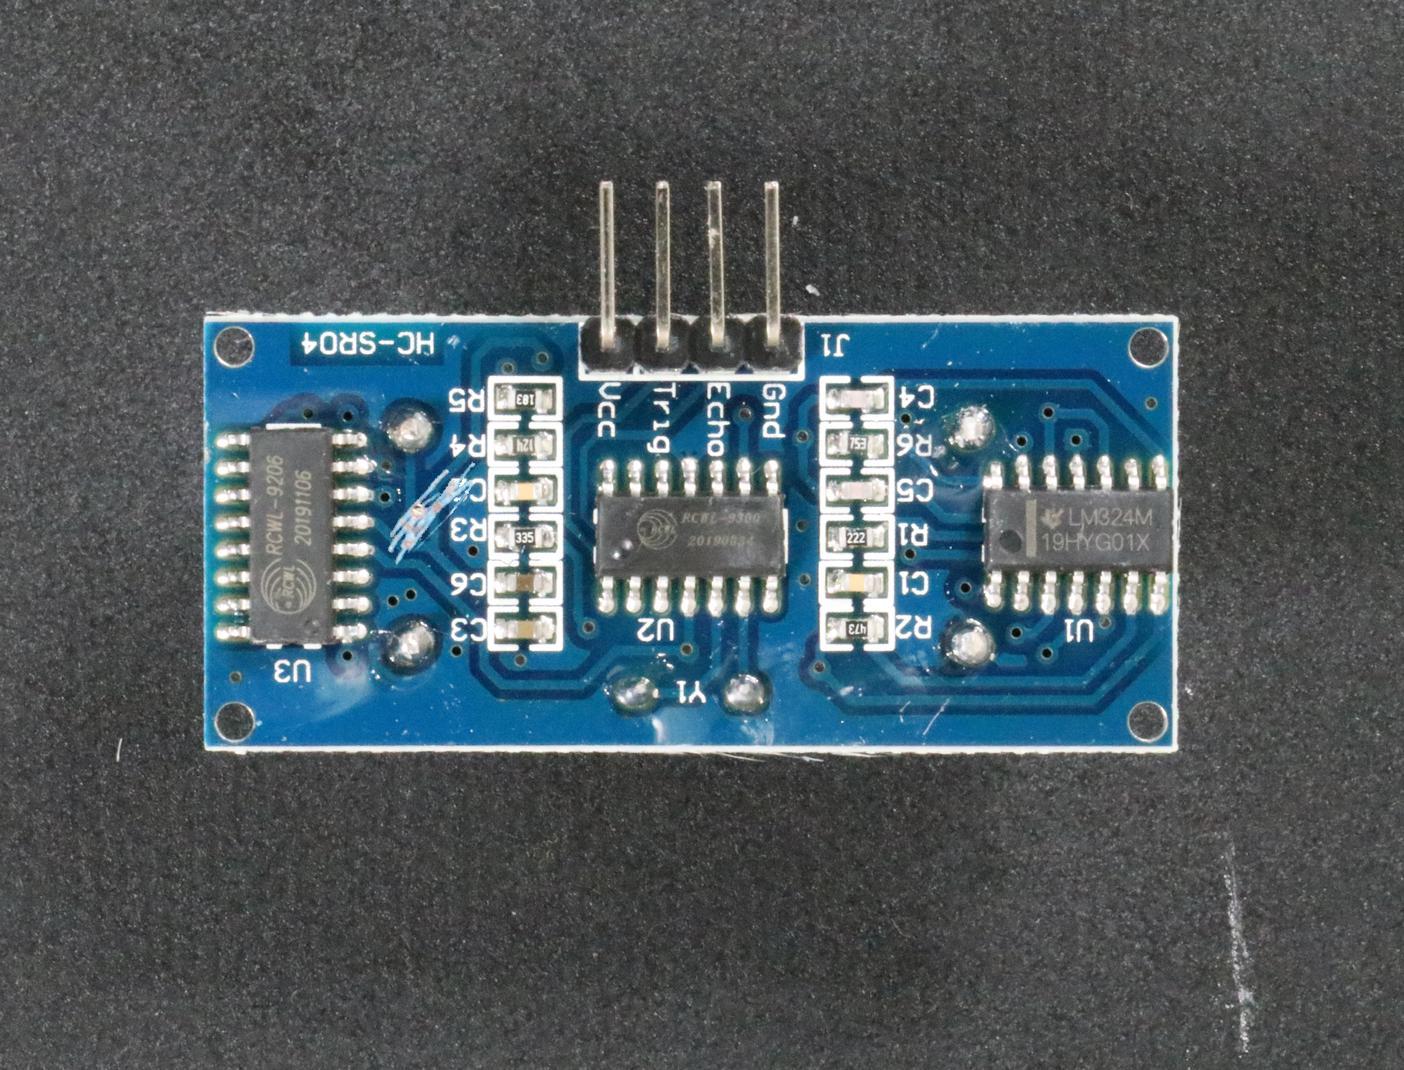 HC-SR04
J1
Vcc
Trig
Echo
Gnd
R5
183
C4
R4
124
R6
RCWL-9206
20191106
RCWL
C5
RCWL-9300
LM324M
19HYG01X
R3
335
R1
222
C6
C1
C3
R2
473
U3
U2
U1
Y1